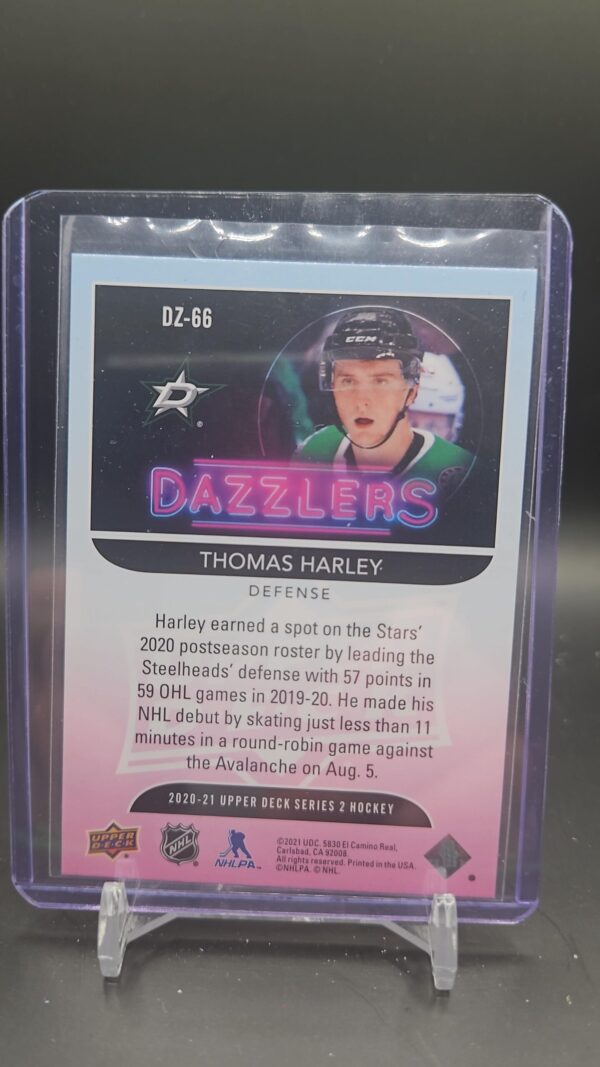 DZ-66
D
®
CCM
DAZZLERS
THOMAS HARLEY
DEFENSE
Harley earned a spot on the Stars'
2020 postseason roster by leading the
Steelheads' defense with 57 points in
59 OHL games in 2019-20. He made his
NHL debut by skating just less than 11
minutes in a round-robin game against
the Avalanche on Aug. 5.
2020-21 UPPER DECK SERIES 2 HOCKEY
UPPER DECK
NHL
NHLPA
©2021 UDC. 5830 El Camino Real,
Carlsbad, CA 92008.
All rights reserved. Printed in the USA.
©NHLPA. © NHL.